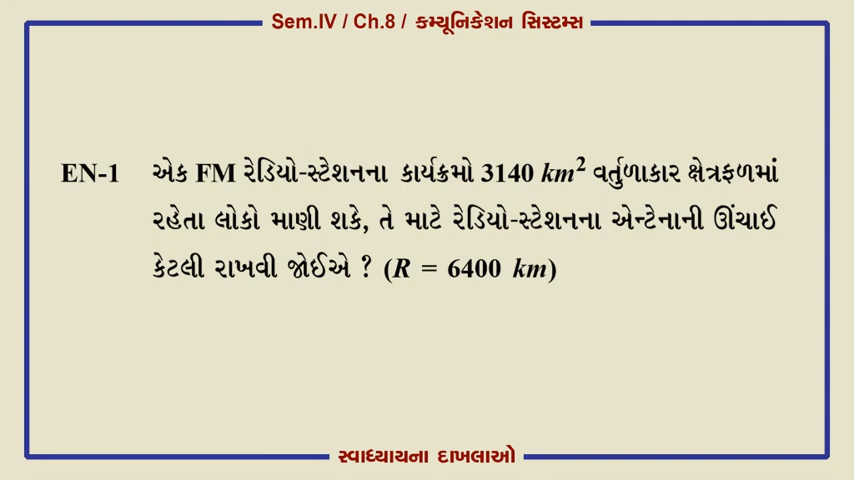 Sem.IV / Ch.8 / કમ્યૂનિકેશન સિસ્ટમ્સ
EN-1 એક FM રેડિયો-સ્ટેશનના કાર્યક્રમો 3140 km² વર્તુળાકાર ક્ષેત્રફળમાં
રહેતા લોકો માણી શકે, તે માટે રેડિયો-સ્ટેશનના એન્ટેનાની ઊંચાઈ
કેટલી રાખવી જોઈએ ? (R = 6400 km)
સ્વાધ્યાયના દાખલાઓ